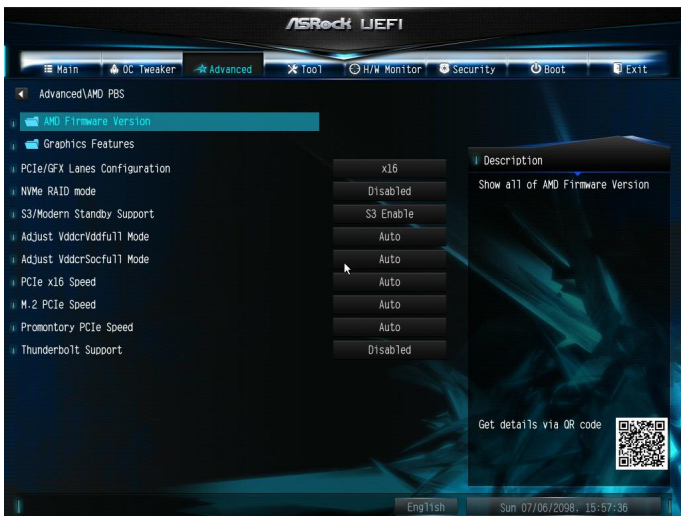 ASRock UEFI
Main OC Tweaker Advanced Tool H/W Monitor Security Boot Exit
Advanced\AMD PBS
AMD Firmware Version
Graphics Features
PCIe/GFX Lanes Configuration x16
NVMe RAID mode Disabled
S3/Modern Standby Support S3 Enable
Adjust VddcrVddfull Mode Auto
Adjust VddcrSocfull Mode Auto
PCIe x16 Speed Auto
M.2 PCIe Speed Auto
Promontory PCIe Speed Auto
Thunderbolt Support Disabled
Description
Show all of AMD Firmware Version
Get details via QR code
English Sun 07/06/2098. 15:57:36